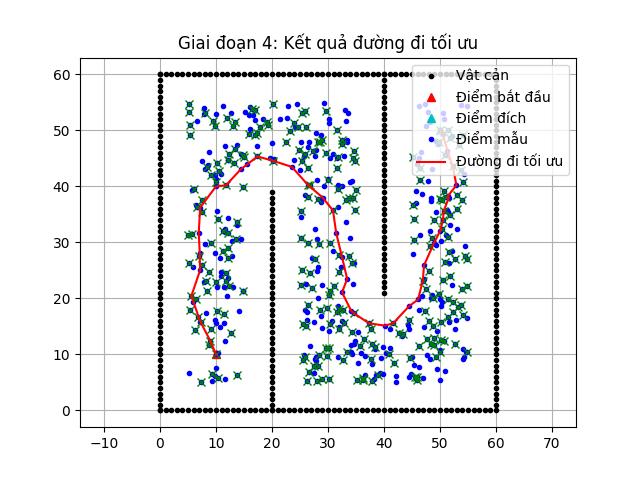 Giai đoạn 4: Kết quả đường đi tối ưu
Vật cản
Điểm bắt đầu
Điểm đích
Điểm mẫu
Đường đi tối ưu
60
50
40
30
20
10
0
−10 0 10 20 30 40 50 60 70